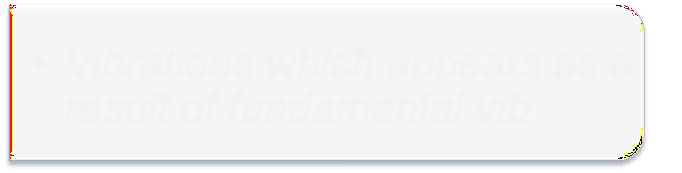 • Vibrations which appears as a
result of fundamental vib.